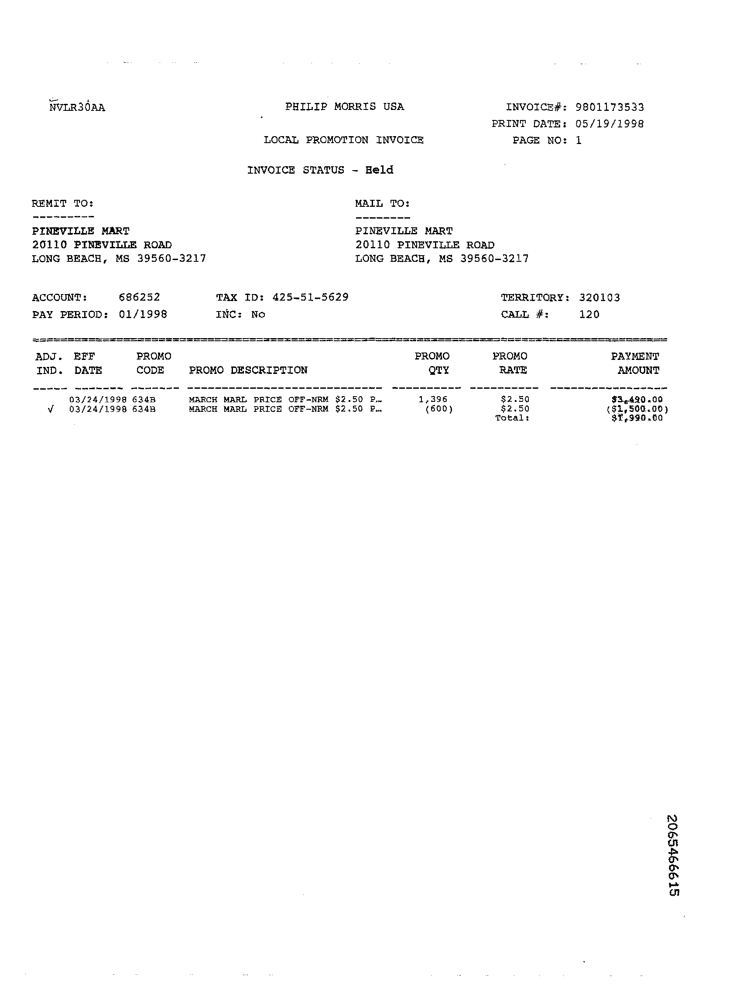 NVLR30AA PHILIP MORRIS USA INVOICE#: 9801173533
PRINT DATE: 05/19/1998
LOCAL PROMOTION INVOICE PAGE NO: 1
INVOICE STATUS - Held
REMIT TO: MAIL TO:
--------- --------
PINEVILLE MART PINEVILLE MART
20110 PINEVILLE ROAD 20110 PINEVILLE ROAD
LONG BEACH, MS 39560-3217 LONG BEACH, MS 39560-3217
ACCOUNT: 686252 TAX ID: 425-51-5629 TERRITORY: 320103
PAY PERIOD: 01/1998 INC: No CALL #: 120
ADJ. EFF PROMO PROMO PROMO PAYMENT
IND. DATE CODE PROMO DESCRIPTION QTY RATE AMOUNT
03/24/1998 634B MARCH MARL PRICE OFF-NRM $2.50 P… 1,396 $2.50 $3,490.00
√ 03/24/1998 634B MARCH MARL PRICE OFF-NRM $2.50 P… (600) $2.50 ($1,500.00)
Total: $1,990.00
2065466615